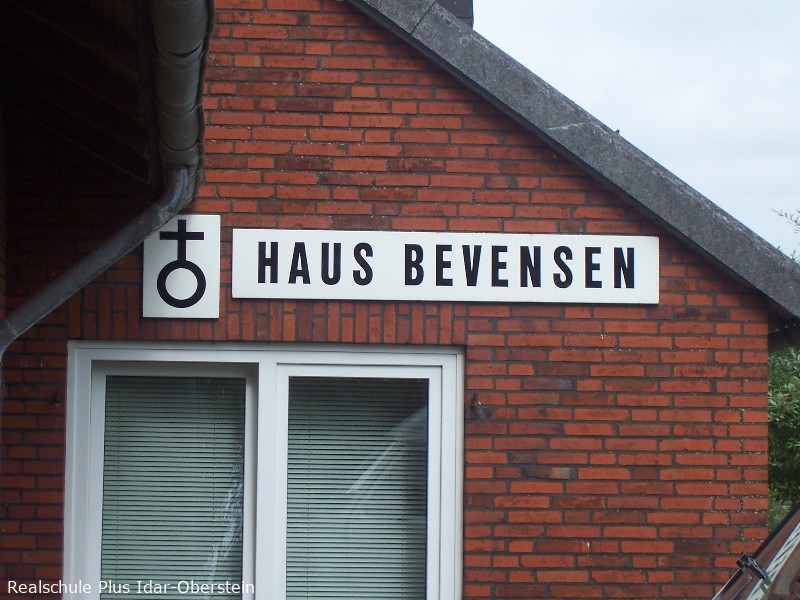 HAUS BEVENSEN
Realschule Plus Idar-Oberstein